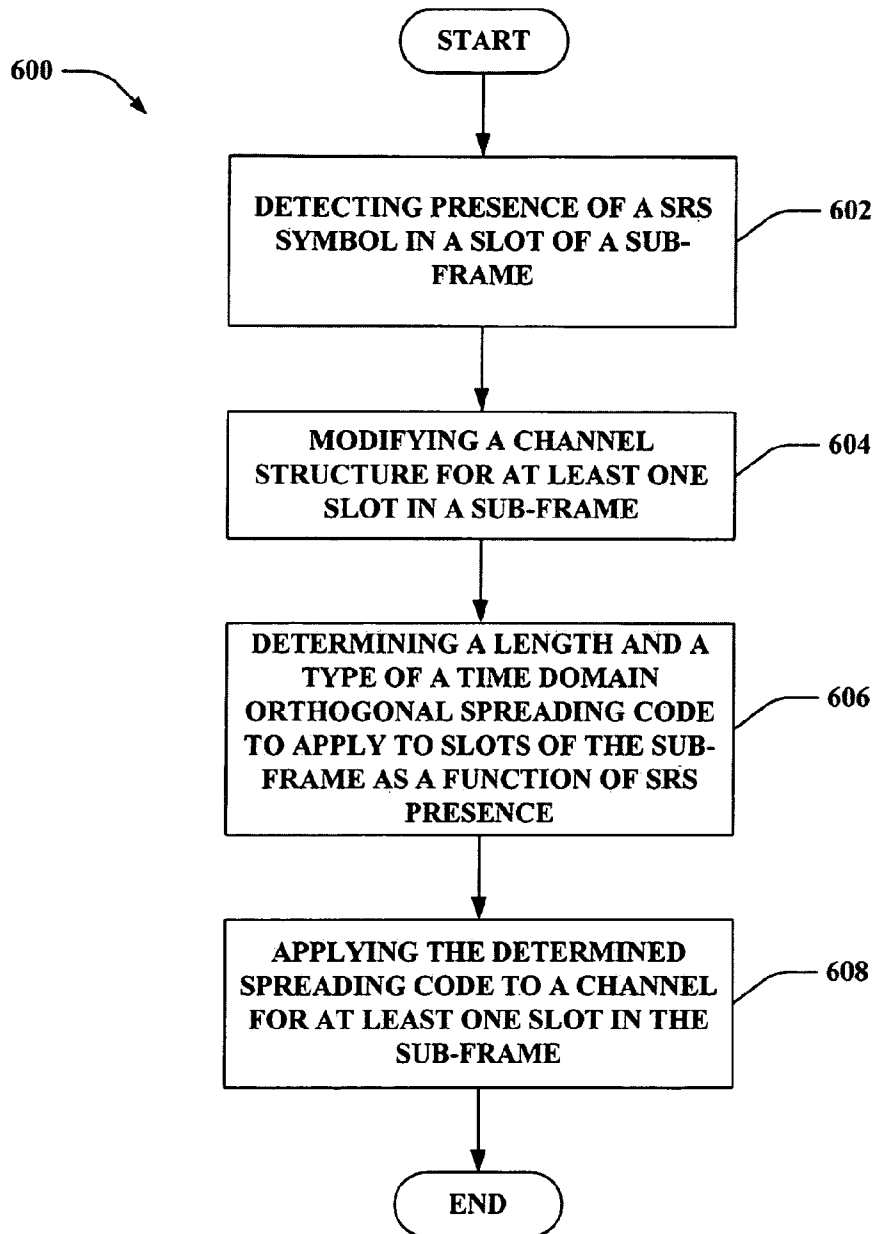 START
600
DETECTING PRESENCE OF A SRS
SYMBOL IN A SLOT OF A SUB-
FRAME
602
MODIFYING A CHANNEL
STRUCTURE FOR AT LEAST ONE
SLOT IN A SUB-FRAME
604
DETERMINING A LENGTH AND A
TYPE OF A TIME DOMAIN
ORTHOGONAL SPREADING CODE
TO APPLY TO SLOTS OF THE SUB-
FRAME AS A FUNCTION OF SRS
PRESENCE
606
APPLYING THE DETERMINED
SPREADING CODE TO A CHANNEL
FOR AT LEAST ONE SLOT IN THE
SUB-FRAME
608
END